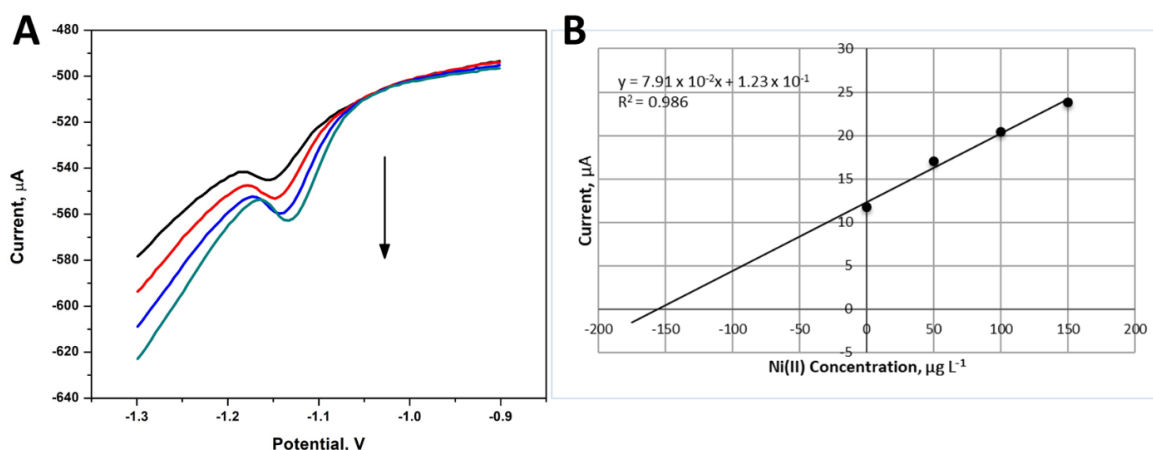 A
-480
-500
-520
-540
-560
-580
-600
-620
-640
Current, µA
-1.3 -1.2 -1.1 -1.0 -0.9
Potential, V
B
y = 7.91 x 10⁻²x + 1.23 x 10⁻¹
R² = 0.986
30
25
20
15
10
5
0
-5
Current, µA
-200 -150 -100 -50 0 50 100 150 200
Ni(II) Concentration, µg L⁻¹